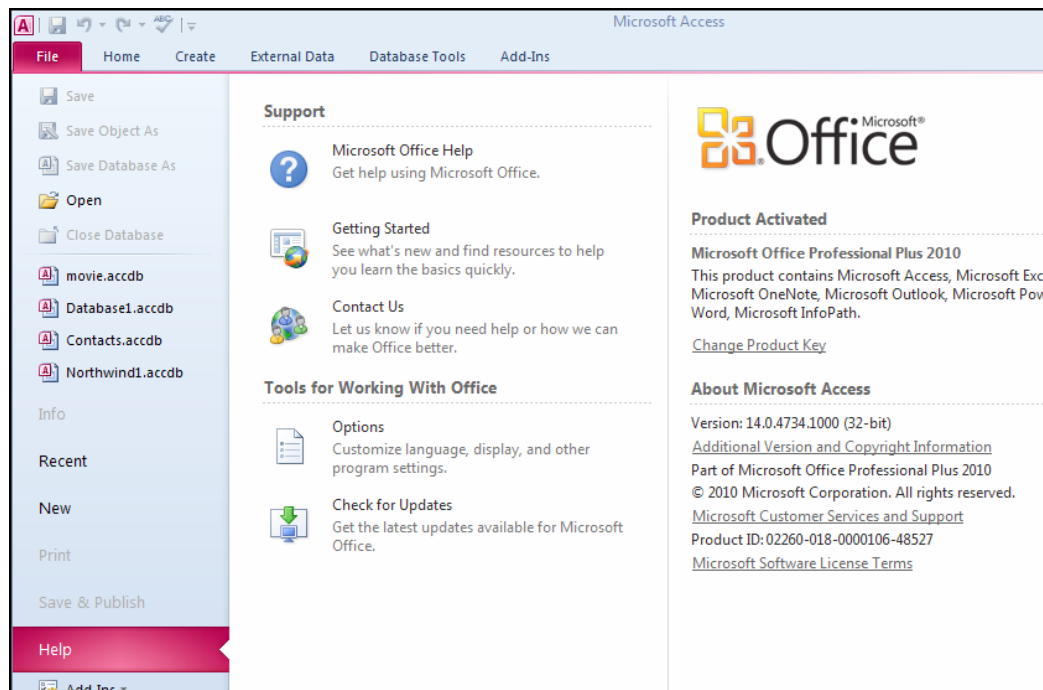 Microsoft Access
File Home Create External Data Database Tools Add-Ins
Save
Save Object As
Save Database As
Open
Close Database
movie.accdb
Database1.accdb
Contacts.accdb
Northwind1.accdb
Info
Recent
New
Print
Save & Publish
Help
Add-Ins
Support
Microsoft Office Help
Get help using Microsoft Office.
Getting Started
See what's new and find resources to help
you learn the basics quickly.
Contact Us
Let us know if you need help or how we can
make Office better.
Tools for Working With Office
Options
Customize language, display, and other
program settings.
Check for Updates
Get the latest updates available for Microsoft
Office.
Microsoft®
Office
Product Activated
Microsoft Office Professional Plus 2010
This product contains Microsoft Access, Microsoft Exc
Microsoft OneNote, Microsoft Outlook, Microsoft Pow
Word, Microsoft InfoPath.
Change Product Key
About Microsoft Access
Version: 14.0.4734.1000 (32-bit)
Additional Version and Copyright Information
Part of Microsoft Office Professional Plus 2010
© 2010 Microsoft Corporation. All rights reserved.
Microsoft Customer Services and Support
Product ID: 02260-018-0000106-48527
Microsoft Software License Terms